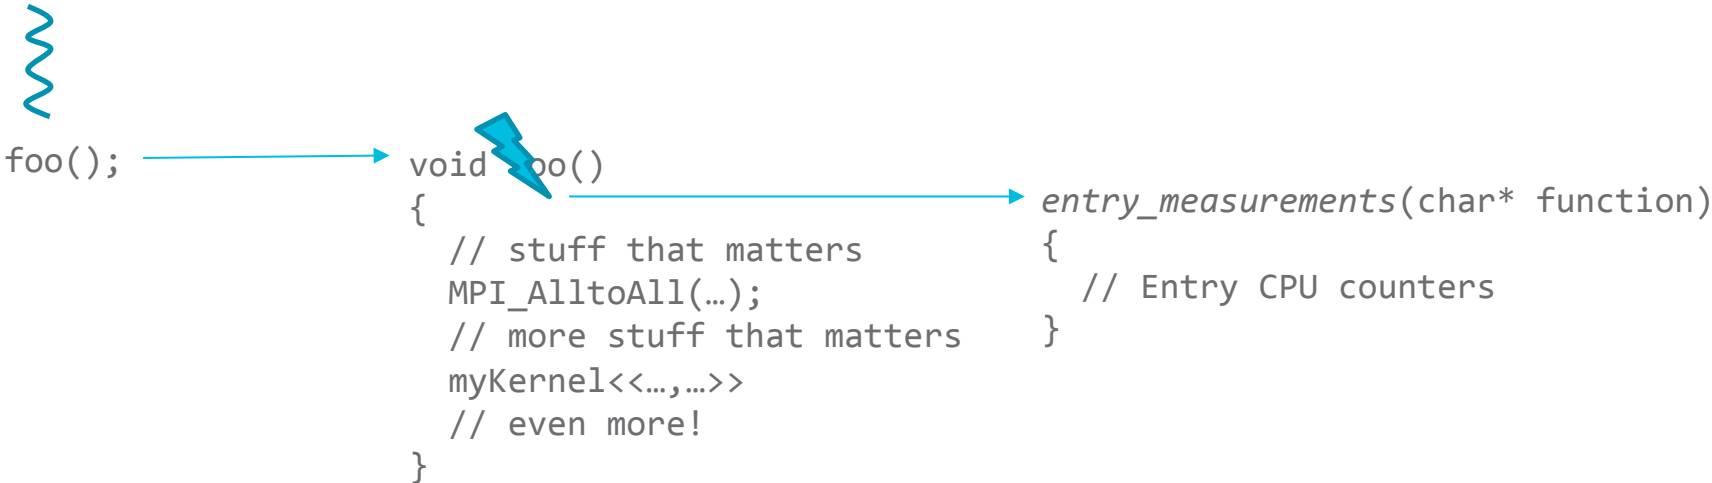 foo();
void oo()
{
// stuff that matters
MPI_AlltoAll(…);
// more stuff that matters
myKernel<<…,…>>
// even more!
}
entry_measurements(char* function)
{
// Entry CPU counters
}